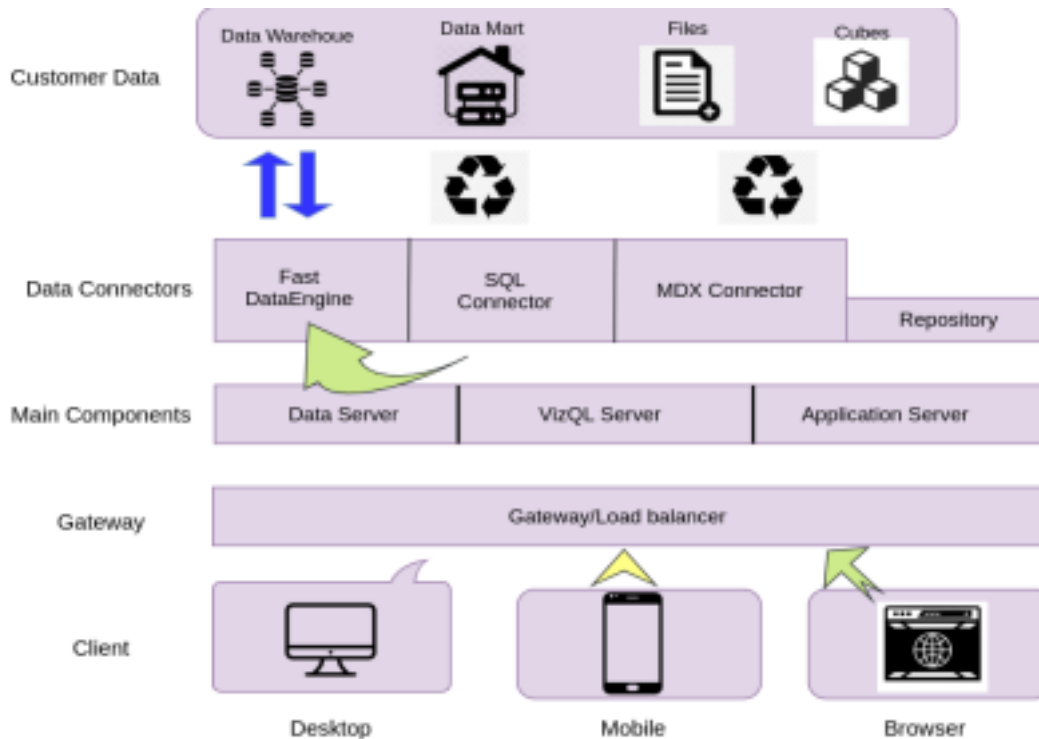 Data Warehoue
Data Mart
Files
Cubes
Customer Data
Fast
DataEngine
SQL
Connector
MDX Connector
Data Connectors
Repository
Main Components
Data Server
VizQL Server
Application Server
Gateway
Gateway/Load balancer
Client
Desktop
Mobile
Browser